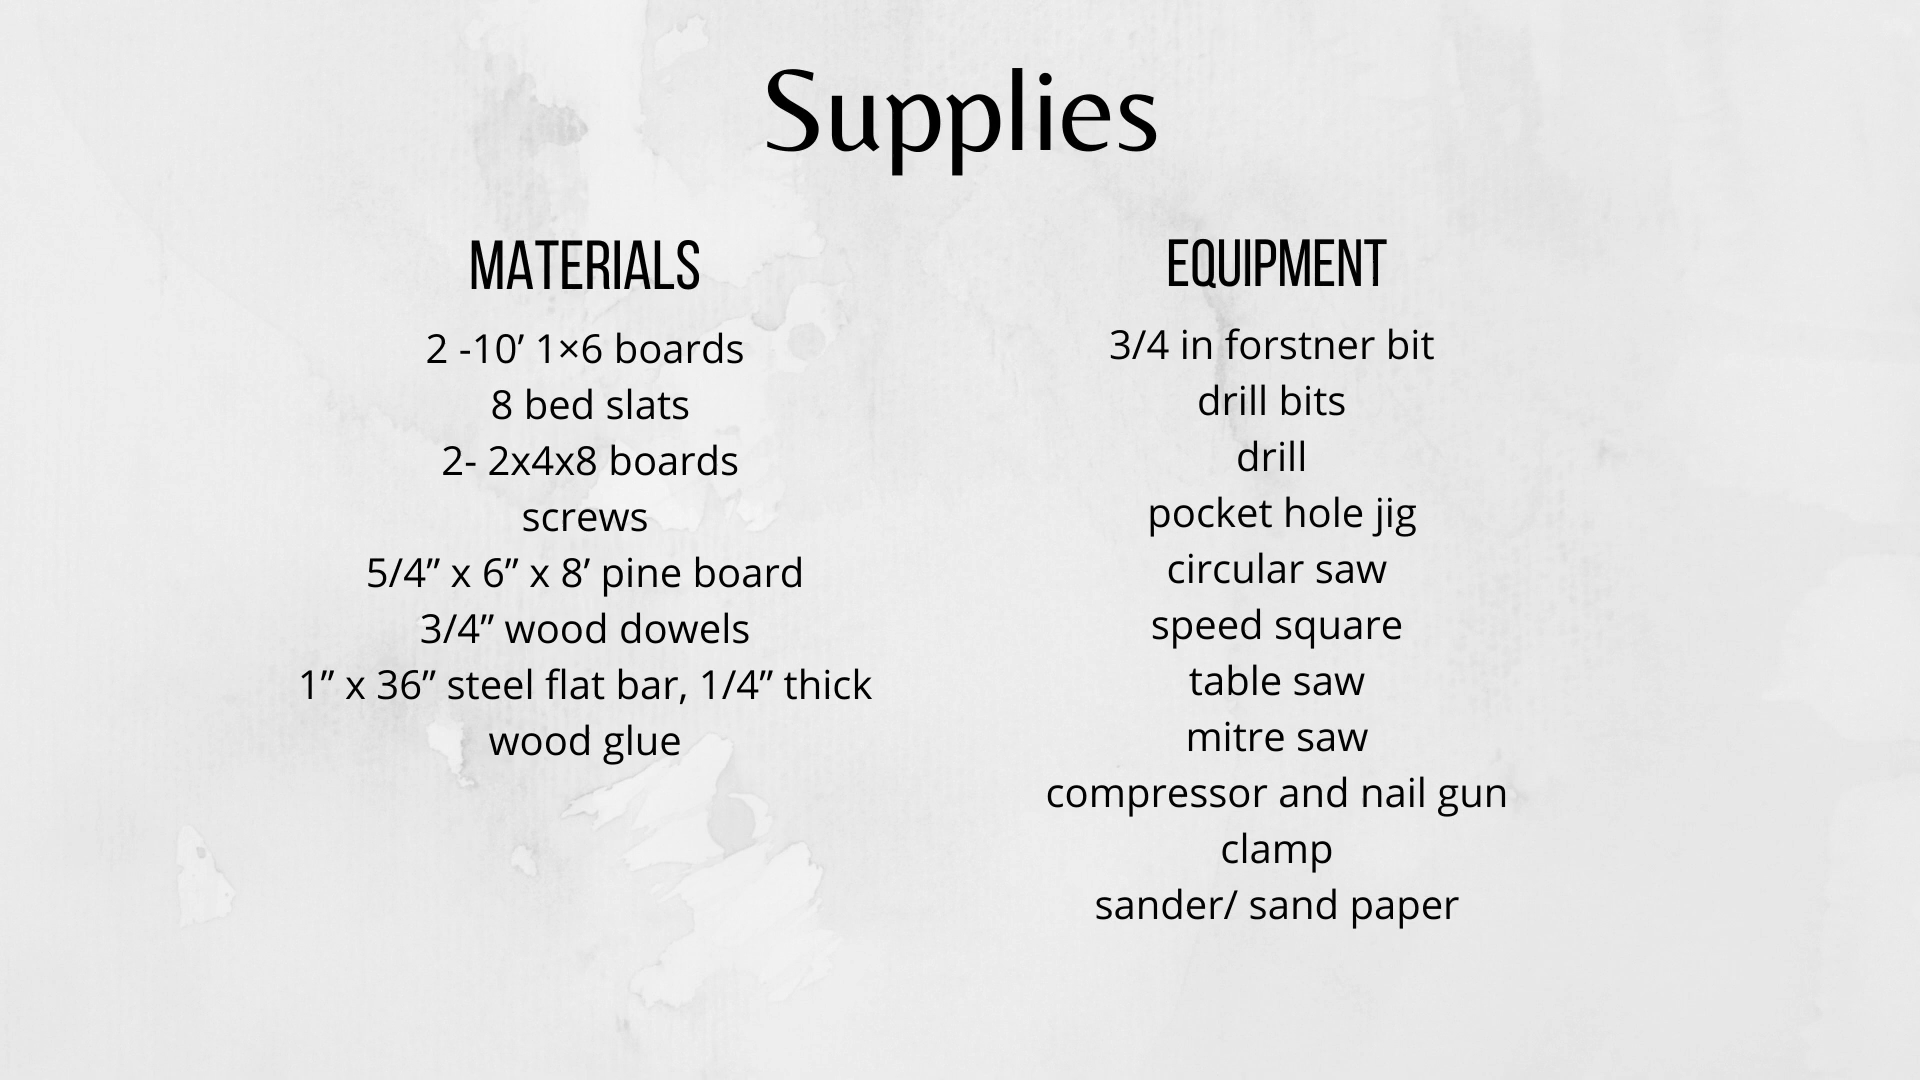 Supplies
MATERIALS
2 -10’ 1×6 boards
8 bed slats
2- 2x4x8 boards
screws
5/4” x 6” x 8’ pine board
3/4” wood dowels
1” x 36” steel flat bar, 1/4” thick
wood glue
EQUIPMENT
3/4 in forstner bit
drill bits
drill
pocket hole jig
circular saw
speed square
table saw
mitre saw
compressor and nail gun
clamp
sander/ sand paper